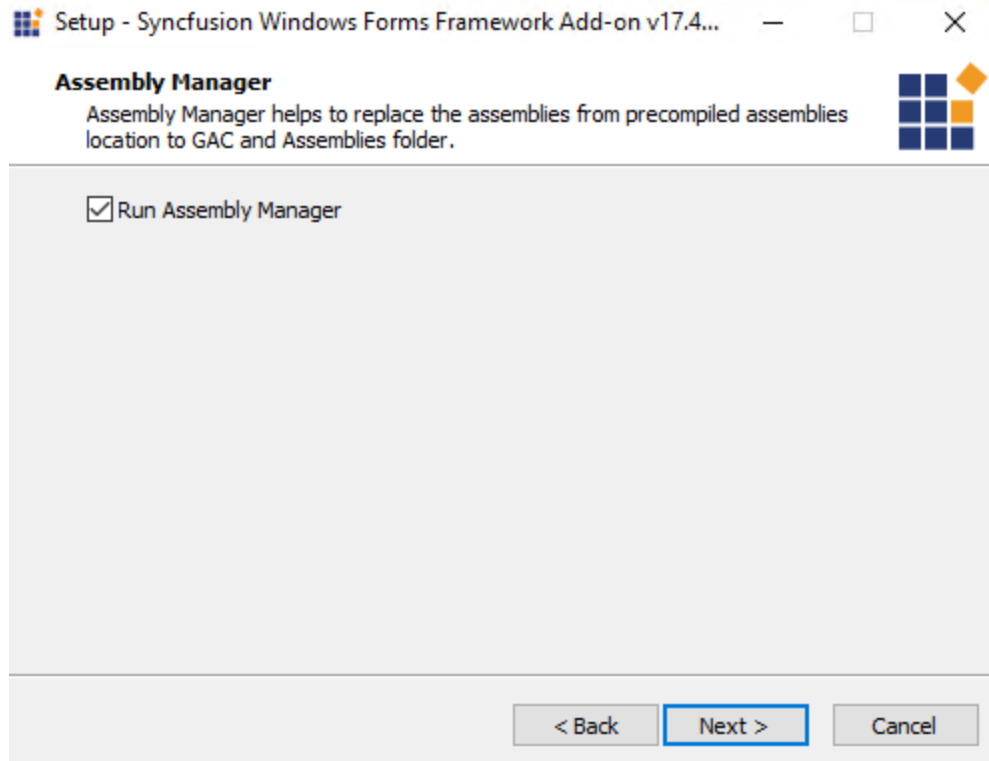 Setup - Syncfusion Windows Forms Framework Add-on v17.4...
Assembly Manager
Assembly Manager helps to replace the assemblies from precompiled assemblies
location to GAC and Assemblies folder.
Run Assembly Manager
< Back Next > Cancel